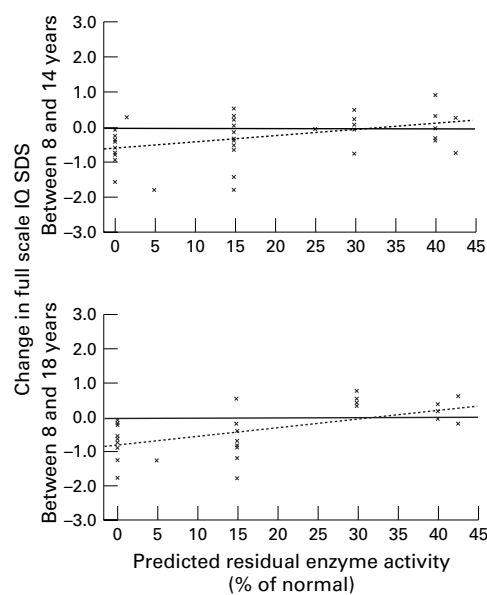 Change in full scale IQ SDS
Between 8 and 14 years
3.0
2.0
1.0
0.0
–1.0
–2.0
–3.0
0 5 10 15 20 25 30 35 40 45
Between 8 and 18 years
3.0
2.0
1.0
0.0
–1.0
–2.0
–3.0
0 5 10 15 20 25 30 35 40 45
Predicted residual enzyme activity
(% of normal)